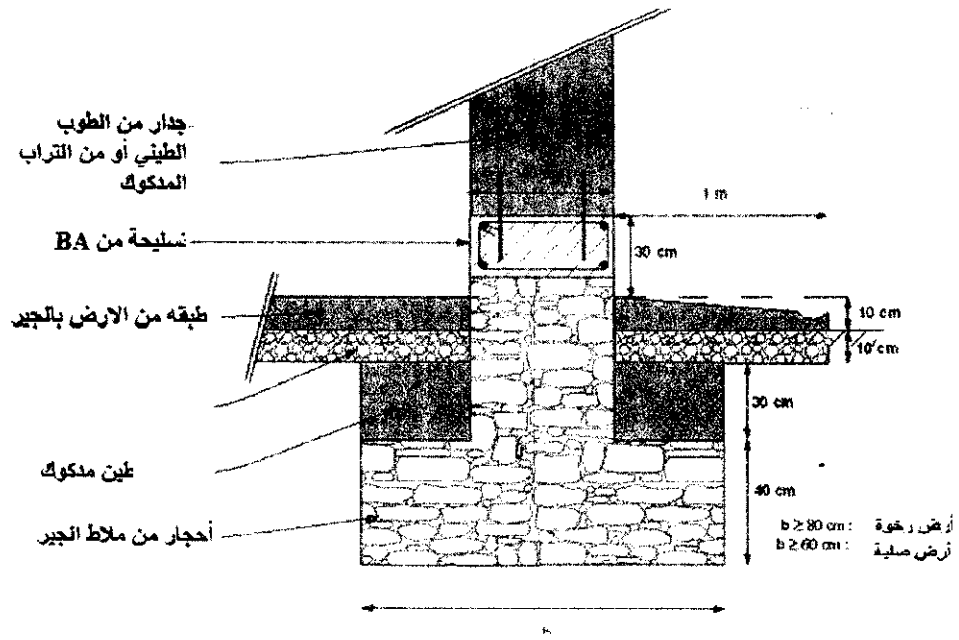 جدار من الطوب
الطيني أو من التراب
المدكوك
1 m
تسليحة من BA
30 cm
طبقه من الارض بالجير
10 cm
10 cm
30 cm
طين مدكوك
40 cm
أحجار من ملاط الجير
b ≥ 80 cm : أرض رخوة
b ≥ 60 cm : أرض صلبة
b